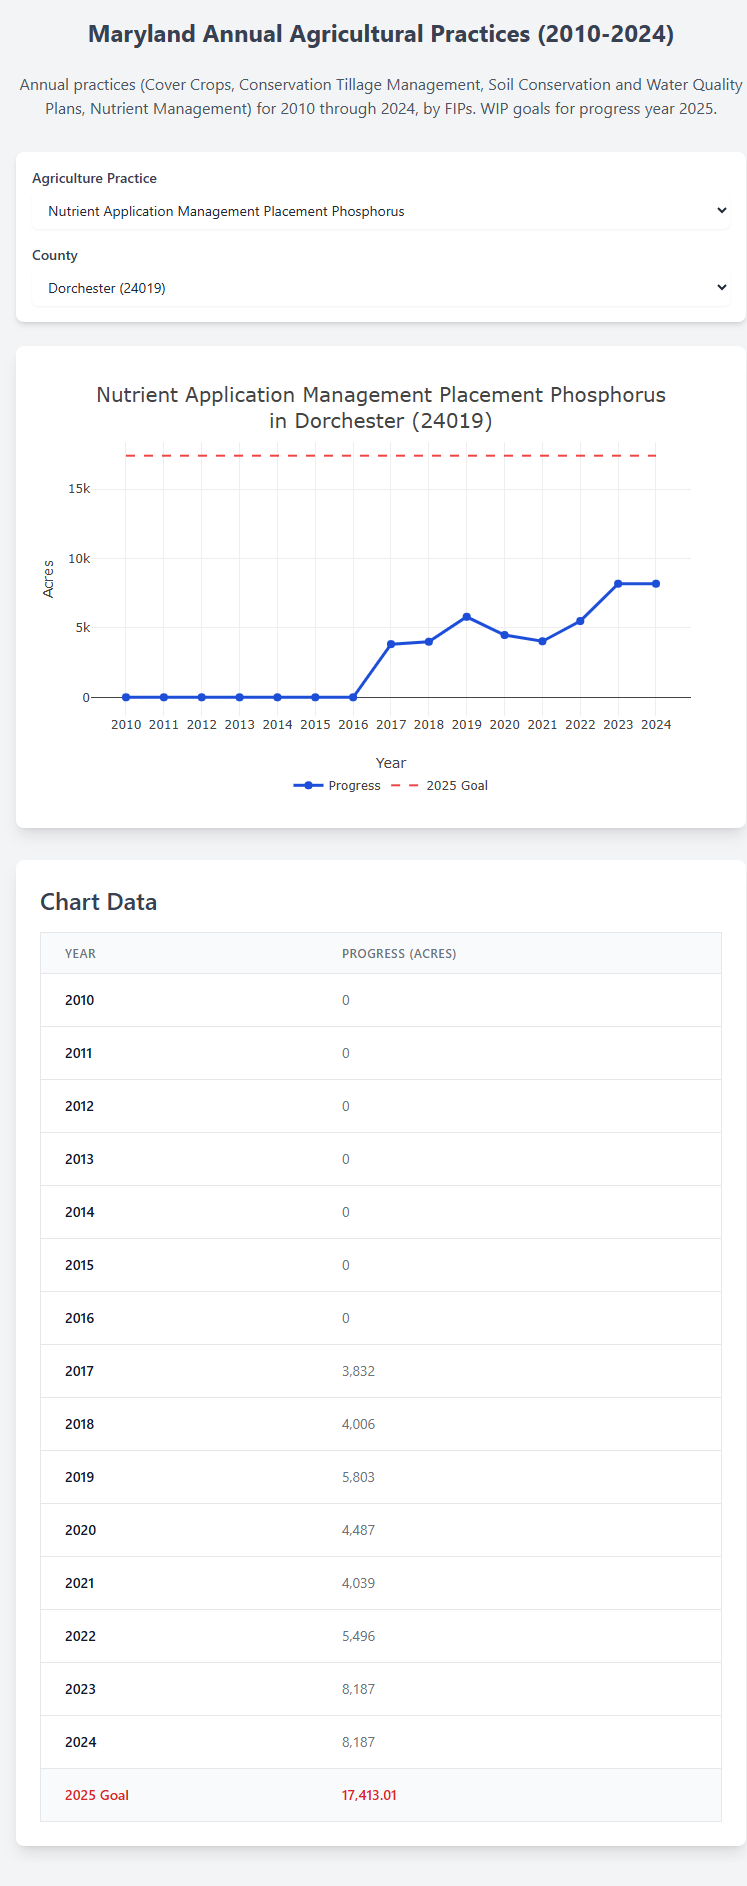 Maryland Annual Agricultural Practices (2010-2024)
Annual practices (Cover Crops, Conservation Tillage Management, Soil Conservation and Water Quality
Plans, Nutrient Management) for 2010 through 2024, by FIPs. WIP goals for progress year 2025.
Agriculture Practice
Nutrient Application Management Placement Phosphorus
County
Dorchester (24019)
Nutrient Application Management Placement Phosphorus
in Dorchester (24019)
15k
10k
5k
0
Acres
2010 2011 2012 2013 2014 2015 2016 2017 2018 2019 2020 2021 2022 2023 2024
Year
Progress 2025 Goal
Chart Data
YEAR PROGRESS (ACRES)
2010 0
2011 0
2012 0
2013 0
2014 0
2015 0
2016 0
2017 3,832
2018 4,006
2019 5,803
2020 4,487
2021 4,039
2022 5,496
2023 8,187
2024 8,187
2025 Goal 17,413.01